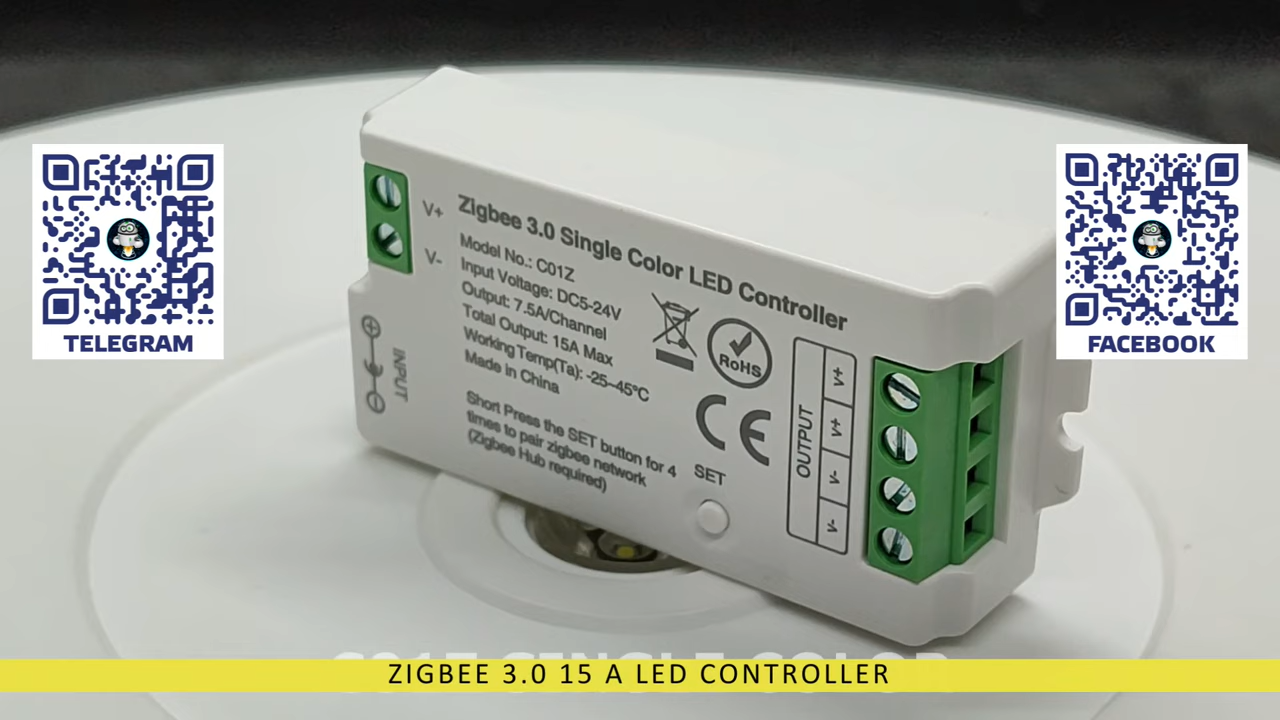 TELEGRAM
FACEBOOK
V+
V-
INPUT
Zigbee 3.0 Single Color LED Controller
Model No.: C01Z
Input Voltage: DC5-24V
Output: 7.5A/Channel
Total Output: 15A Max
Working Temp(Ta): -25~45°C
Made in China
Short Press the SET button for 4
times to pair zigbee network
(Zigbee Hub required)
RoHS
CE
SET
OUTPUT
V+
V+
V-
V-
ZIGBEE 3.0 15 A LED CONTROLLER